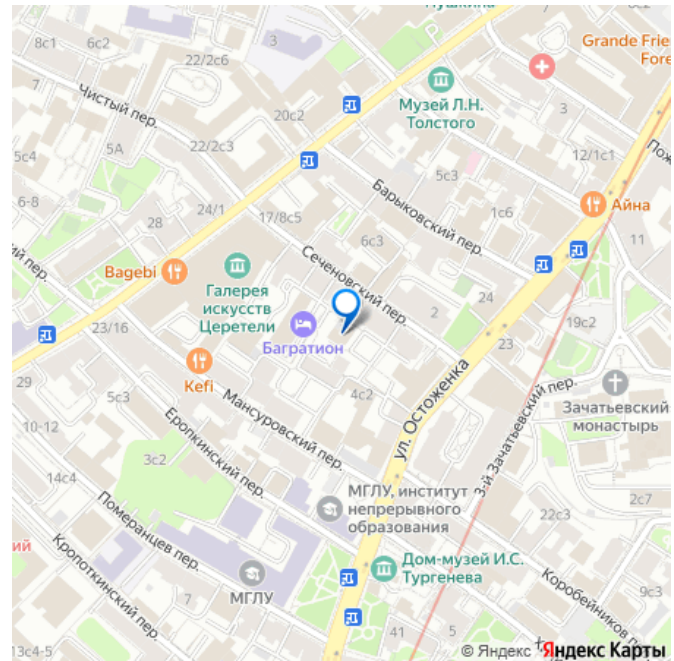 8с1
6с2
22/2с6
3
Grande Frie
Fore
7
Чистый пер.
20с2
Музей Л.Н.
Толстого
3
5А
22/2с3
5с4
12/1с1
5с3
6-8
28
24/1
17/8с5
Барыковский пер.
1с6
Айна
6с3
11
Bagebi
Галерея
искусств
Церетели
Сеченовский пер.
24
2
19с2
23/16
Багратион
23
Kefi
29
5с3
Мансуровский пер.
4с2
ул. Остоженка
3-й Зачатьевский пер.
Зачатьевский
монастырь
10-12
Еропкинский пер.
3с2
14с4
МГЛУ, институт
непрерывного
образования
2с7
22с3
Померанцев пер.
ий
Кропоткинский пер.
7
МГЛУ
Дом-музей И.С.
Тургенева
Коробейников пер.
9с3
13с4-5
41
5
© Яндекс Яндекс Карты